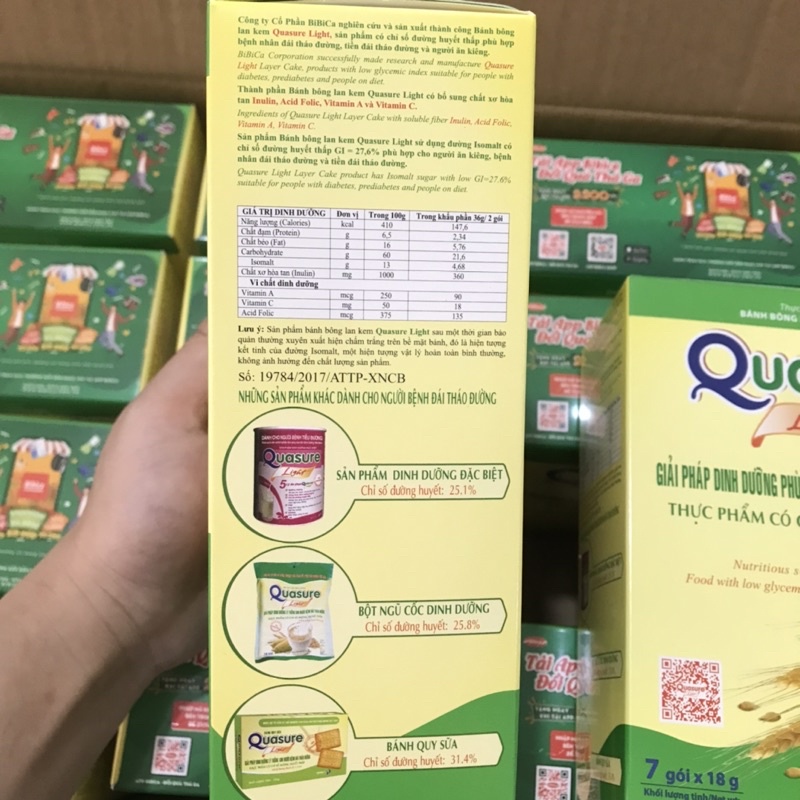 Công ty Cổ Phần BiBiCa nghiên cứu và sản xuất thành công Bánh bông
lan kem Quasure Light, sản phẩm có chỉ số đường huyết thấp phù hợp
bệnh nhân đái tháo đường, tiền đái tháo đường và người ăn kiêng.
BiBiCa Corporation successfully made research and manufacture Quasure
Light Layer Cake, products with low glycemic index suitable for people with
diabetes, prediabetes and people on diet.
Thành phần Bánh bông lan kem Quasure Light có bổ sung chất xơ hòa
tan Inulin, Acid Folic, Vitamin A và Vitamin C.
Ingredients of Quasure Light Layer Cake with soluble fiber Inulin, Acid Folic,
Vitamin A, Vitamin C.
Sản phẩm Bánh bông lan kem Quasure Light sử dụng đường Isomalt có
chỉ số đường huyết thấp GI = 27,6% phù hợp cho người ăn kiêng, bệnh
nhân đái tháo đường và tiền đái tháo đường.
Quasure Light Layer Cake product has Isomalt sugar with low GI=27.6%
suitable for people with diabetes, prediabetes and people on diet.
GIÁ TRỊ DINH DƯỠNG Đơn vị Trong 100g Trong khẩu phần 36g/ 2 gói
Năng lượng (Calories) kcal 410 147,6
Chất đạm (Protein) g 6,5 2,34
Chất béo (Fat) g 16 5,76
Carbohydrate g 60 21,6
Isomalt g 13 4,68
Chất xơ hòa tan (Inulin) mg 1000 360
Vi chất dinh dưỡng
Vitamin A mcg 250 90
Vitamin C mg 50 18
Acid Folic mcg 375 135
Lưu ý: Sản phẩm bánh bông lan kem Quasure Light sau một thời gian bảo
quản thường xuyên xuất hiện chấm trắng trên bề mặt bánh, đó là hiện tượng
kết tinh của đường Isomalt, một hiện tượng vật lý hoàn toàn bình thường,
không ảnh hưởng đến chất lượng sản phẩm.
Số: 19784/2017/ATTP-XNCB
NHỮNG SẢN PHẨM KHÁC DÀNH CHO NGƯỜI BỆNH ĐÁI THÁO ĐƯỜNG
DÀNH CHO NGƯỜI BỆNH TIỂU ĐƯỜNG
Quasure
Light
SẢN PHẨM DINH DƯỠNG ĐẶC BIỆT
Chỉ số đường huyết: 25.1%
Quasure
Light
BỘT NGŨ CỐC DINH DƯỠNG
Chỉ số đường huyết: 25.8%
Quasure
Light
BÁNH QUY SỮA
Chỉ số đường huyết: 31.4%
Tải App Bibica
Đổi Quà Thả Ga
BÁNH BÔNG
Qua
GIẢI PHÁP DINH DƯỠNG PHÙ
THỰC PHẨM CÓ
Nutritious
Food with low glycem
7 gói x 18 g
Khối lượng tịnh